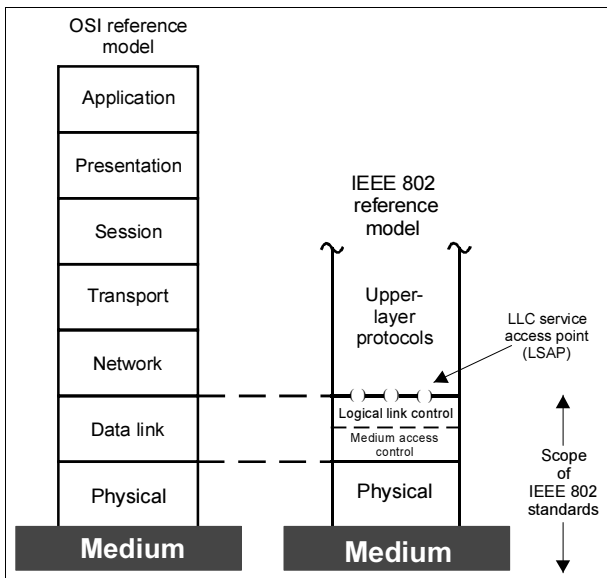 OSI reference
model
Application
Presentation
Session
Transport
Network
Data link
Physical
Medium
IEEE 802
reference
model
Upper-
layer
protocols
LLC service
access point
(LSAP)
Logical link control
Medium access
control
Physical
Medium
Scope
of
IEEE 802
standards